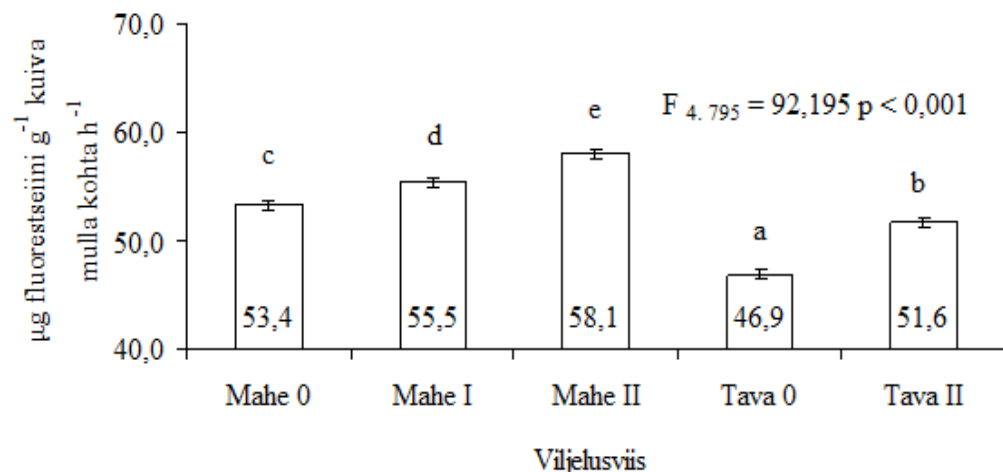 70,0
60,0
50,0
40,0
µg fluorestseiini g⁻¹ kuiva
mulla kohta h⁻¹
F 4. 795 = 92,195 p < 0,001
c
d
e
a
b
53,4
55,5
58,1
46,9
51,6
Mahe 0
Mahe I
Mahe II
Tava 0
Tava II
Viljelusviis